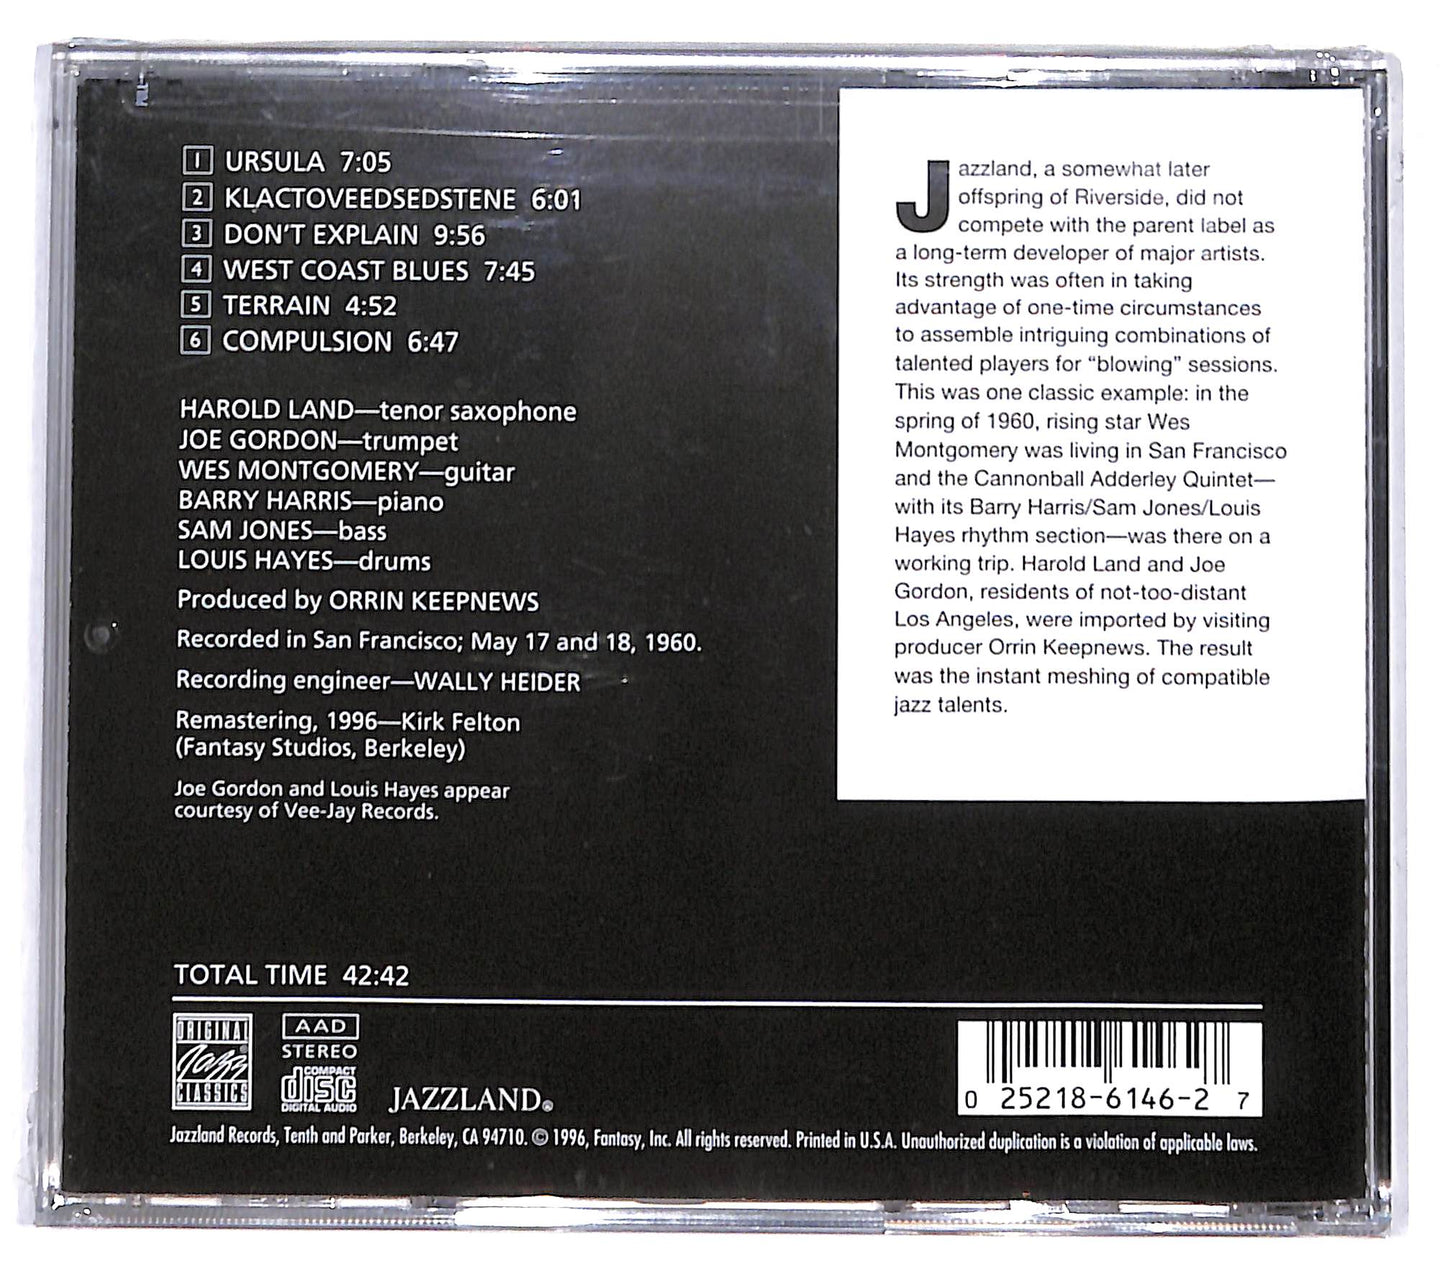 1 URSULA 7:05
2 KLACTOVEEDSEDSTENE 6:01
3 DON'T EXPLAIN 9:56
4 WEST COAST BLUES 7:45
5 TERRAIN 4:52
6 COMPULSION 6:47
HAROLD LAND—tenor saxophone
JOE GORDON—trumpet
WES MONTGOMERY—guitar
BARRY HARRIS—piano
SAM JONES—bass
LOUIS HAYES—drums
Produced by ORRIN KEEPNEWS
Recorded in San Francisco; May 17 and 18, 1960.
Recording engineer—WALLY HEIDER
Remastering, 1996—Kirk Felton
(Fantasy Studios, Berkeley)
Joe Gordon and Louis Hayes appear
courtesy of Vee-Jay Records.
Jazzland, a somewhat later
offspring of Riverside, did not
compete with the parent label as
a long-term developer of major artists.
Its strength was often in taking
advantage of one-time circumstances
to assemble intriguing combinations of
talented players for “blowing” sessions.
This was one classic example: in the
spring of 1960, rising star Wes
Montgomery was living in San Francisco
and the Cannonball Adderley Quintet—
with its Barry Harris/Sam Jones/Louis
Hayes rhythm section—was there on a
working trip. Harold Land and Joe
Gordon, residents of not-too-distant
Los Angeles, were imported by visiting
producer Orrin Keepnews. The result
was the instant meshing of compatible
jazz talents.
TOTAL TIME 42:42
ORIGINAL
Jazz®
CLASSICS
AAD
STEREO
COMPACT
disc
DIGITAL AUDIO
JAZZLAND®
0 25218-6146-2 7
Jazzland Records, Tenth and Parker, Berkeley, CA 94710. © 1996, Fantasy, Inc. All rights reserved. Printed in U.S.A. Unauthorized duplication is a violation of applicable laws.